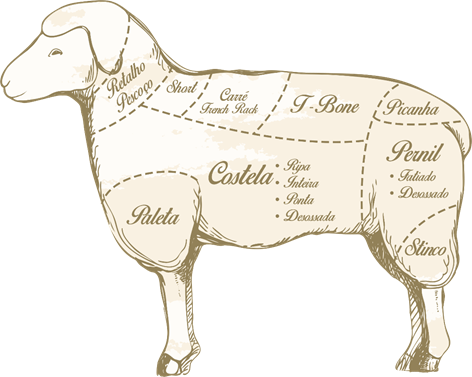 Retalho
Pescoço
Short
Carré
French Rack
T-Bone
Picanha
Costela
• Ripa
• Inteira
• Ponta
• Desossada
Pernil
• Fatiado
• Desossado
Paleta
Stinco